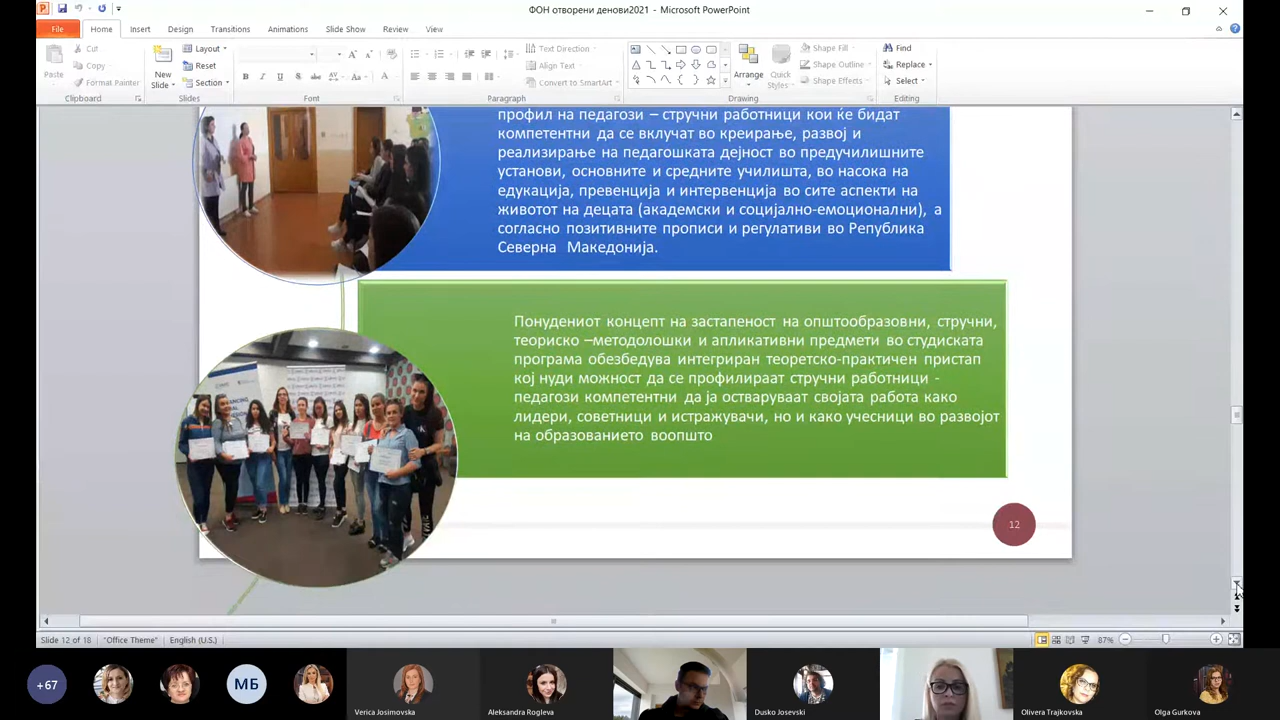 ФОН отворени денови2021 - Microsoft PowerPoint
File
Home
Insert
Design
Transitions
Animations
Slide Show
Review
View
Paste
Cut
Copy
Format Painter
Clipboard
New
Slide
Layout
Reset
Section
Slides
Font
Text Direction
Align Text
Convert to SmartArt
Paragraph
Arrange
Quick
Styles
Shape Fill
Shape Outline
Shape Effects
Drawing
Find
Replace
Select
Editing
профил на педагози – стручни работници кои ќе бидат
компетентни да се вклучат во креирање, развој и
реализирање на педагошката дејност во предучилишните
установи, основните и средните училишта, во насока на
едукација, превенција и интервенција во сите аспекти на
животот на децата (академски и социјално-емоционални), а
согласно позитивните прописи и регулативи во Република
Северна Македонија.
Понудениот концепт на застапеност на општообразовни, стручни,
теориско –методолошки и апликативни предмети во студиската
програма обезбедува интегриран теоретско-практичен пристап
кој нуди можност да се профилираат стручни работници -
педагози компетентни да ја остваруваат својата работа како
лидери, советници и истражувачи, но и како учесници во развојот
на образованието воопшто
12
Slide 12 of 18
"Office Theme"
English (U.S.)
87%
+67
МБ
Verica Josimovska
Aleksandra Rogleva
Dusko Josevski
Olivera Trajkovska
Olga Gurkova